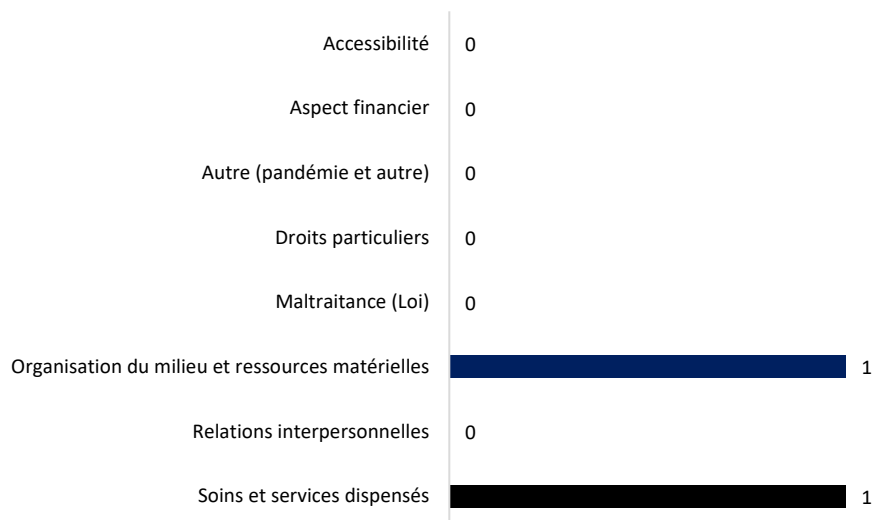 Accessibilité 0
Aspect financier 0
Autre (pandémie et autre) 0
Droits particuliers 0
Maltraitance (Loi) 0
Organisation du milieu et ressources matérielles 1
Relations interpersonnelles 0
Soins et services dispensés 1